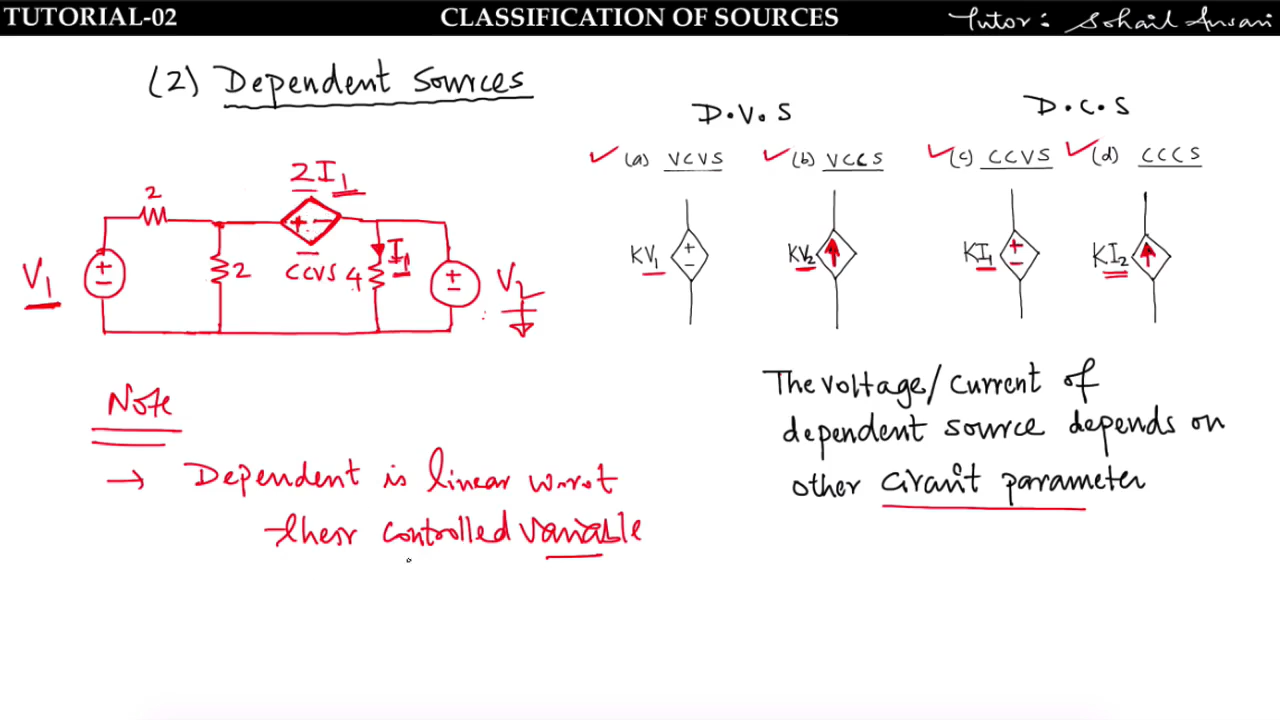 TUTORIAL-02
CLASSIFICATION OF SOURCES
Tutor: Sohail Ansari
(2) Dependent Sources
D.V.S
D.C.S
(a) VCVS
(b) VCCS
(c) CCVS
(d) CCCS
2I1
2
+ -
I1
V1
+
-
2
CCVS
4
+
-
V2
KV1
+
-
KV2
KI1
+
-
KI2
The voltage/current of
dependent source depends on
other circuit parameter
Note
→ Dependent is linear w.r.t
their controlled variable